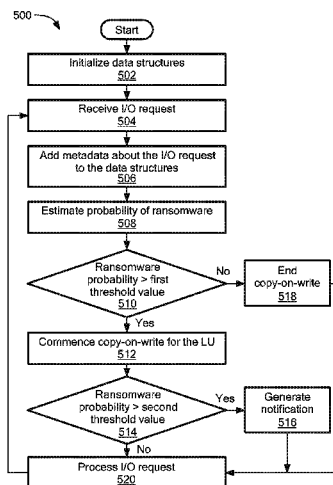 500
Start
Initialize data structures
502
Receive I/O request
504
Add metadata about the I/O request
to the data structures
506
Estimate probability of ransomware
508
Ransomware
probability > first
threshold value
510
No
End
copy-on-write
518
Yes
Commence copy-on-write for the LU
512
Ransomware
probability > second
threshold value
514
Yes
Generate
notification
516
No
Process I/O request
520